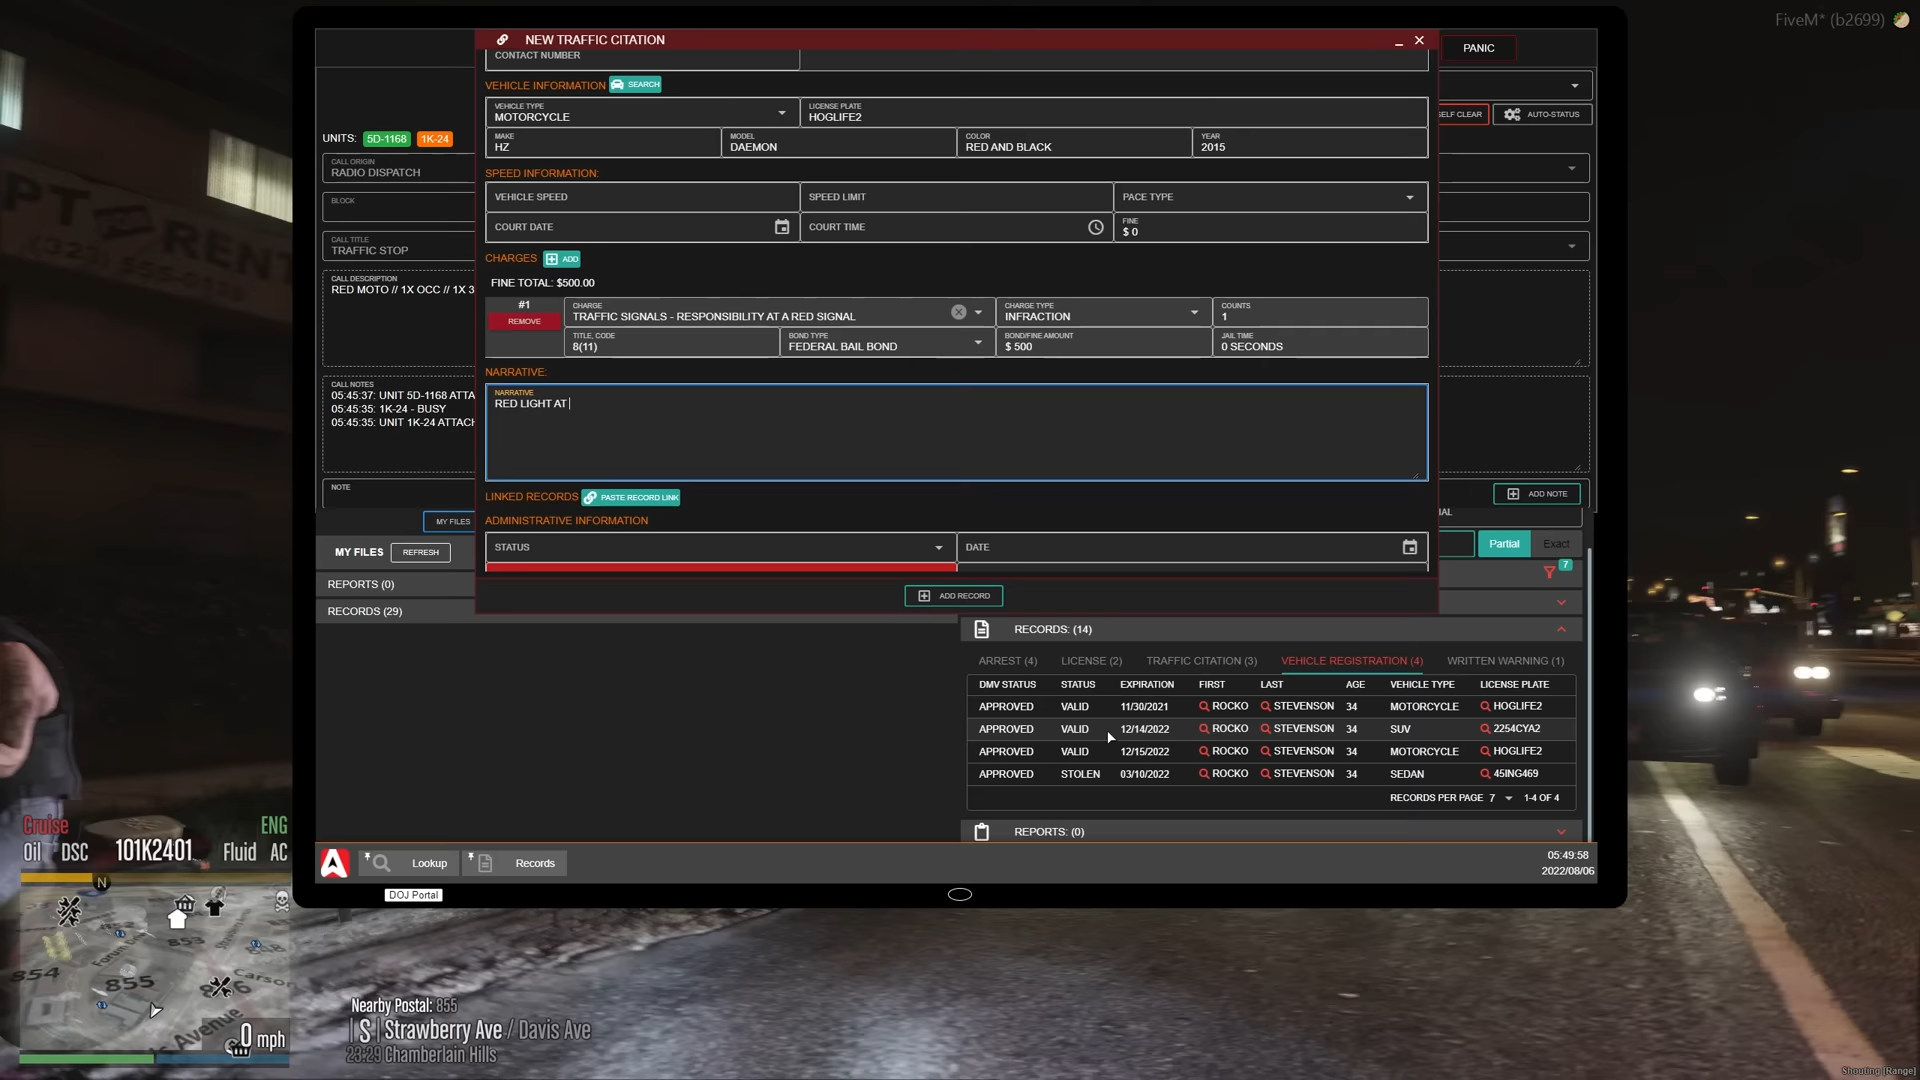 FiveM* (b2699)
NEW TRAFFIC CITATION
PANIC
CONTACT NUMBER
VEHICLE INFORMATION SEARCH
VEHICLE TYPE
MOTORCYCLE
LICENSE PLATE
HOGLIFE2
SELF CLEAR
AUTO-STATUS
MAKE
HZ
MODEL
DAEMON
COLOR
RED AND BLACK
YEAR
2015
UNITS: 5D-1168 1K-24
CALL ORIGIN
RADIO DISPATCH
SPEED INFORMATION:
VEHICLE SPEED
SPEED LIMIT
PACE TYPE
BLOCK
COURT DATE
COURT TIME
FINE
$ 0
CALL TITLE
TRAFFIC STOP
CHARGES ADD
FINE TOTAL: $500.00
CALL DESCRIPTION
RED MOTO // 1X OCC // 1X 3
#1
REMOVE
CHARGE
TRAFFIC SIGNALS - RESPONSIBILITY AT A RED SIGNAL
CHARGE TYPE
INFRACTION
COUNTS
1
TITLE, CODE
8(11)
BOND TYPE
FEDERAL BAIL BOND
BOND/FINE AMOUNT
$ 500
JAIL TIME
0 SECONDS
NARRATIVE:
NARRATIVE
RED LIGHT AT
CALL NOTES
05:45:37: UNIT 5D-1168 ATTA
05:45:35: 1K-24 - BUSY
05:45:35: UNIT 1K-24 ATTACH
NOTE
ADD NOTE
LINKED RECORDS PASTE RECORD LINK
ADMINISTRATIVE INFORMATION
STATUS
DATE
MY FILES
MY FILES REFRESH
Partial Exact
7
REPORTS (0)
RECORDS (29)
ADD RECORD
RECORDS: (14)
ARREST (4) LICENSE (2) TRAFFIC CITATION (3) VEHICLE REGISTRATION (4) WRITTEN WARNING (1)
DMV STATUS STATUS EXPIRATION FIRST LAST AGE VEHICLE TYPE LICENSE PLATE
APPROVED VALID 11/30/2021 ROCKO STEVENSON 34 MOTORCYCLE HOGLIFE2
APPROVED VALID 12/14/2022 ROCKO STEVENSON 34 SUV 2254CYA2
APPROVED VALID 12/15/2022 ROCKO STEVENSON 34 MOTORCYCLE HOGLIFE2
APPROVED STOLEN 03/10/2022 ROCKO STEVENSON 34 SEDAN 45ING469
RECORDS PER PAGE 7 1-4 OF 4
REPORTS: (0)
Lookup
Records
05:49:58
2022/08/06
DOJ Portal
Cruise ENG
Oil DSC 101K2401 Fluid AC
N
853
854
855
Carson
Avenue
0 mph
Nearby Postal: 855
| S | Strawberry Ave / Davis Ave
23:29 Chamberlain Hills
Shouting [Range]